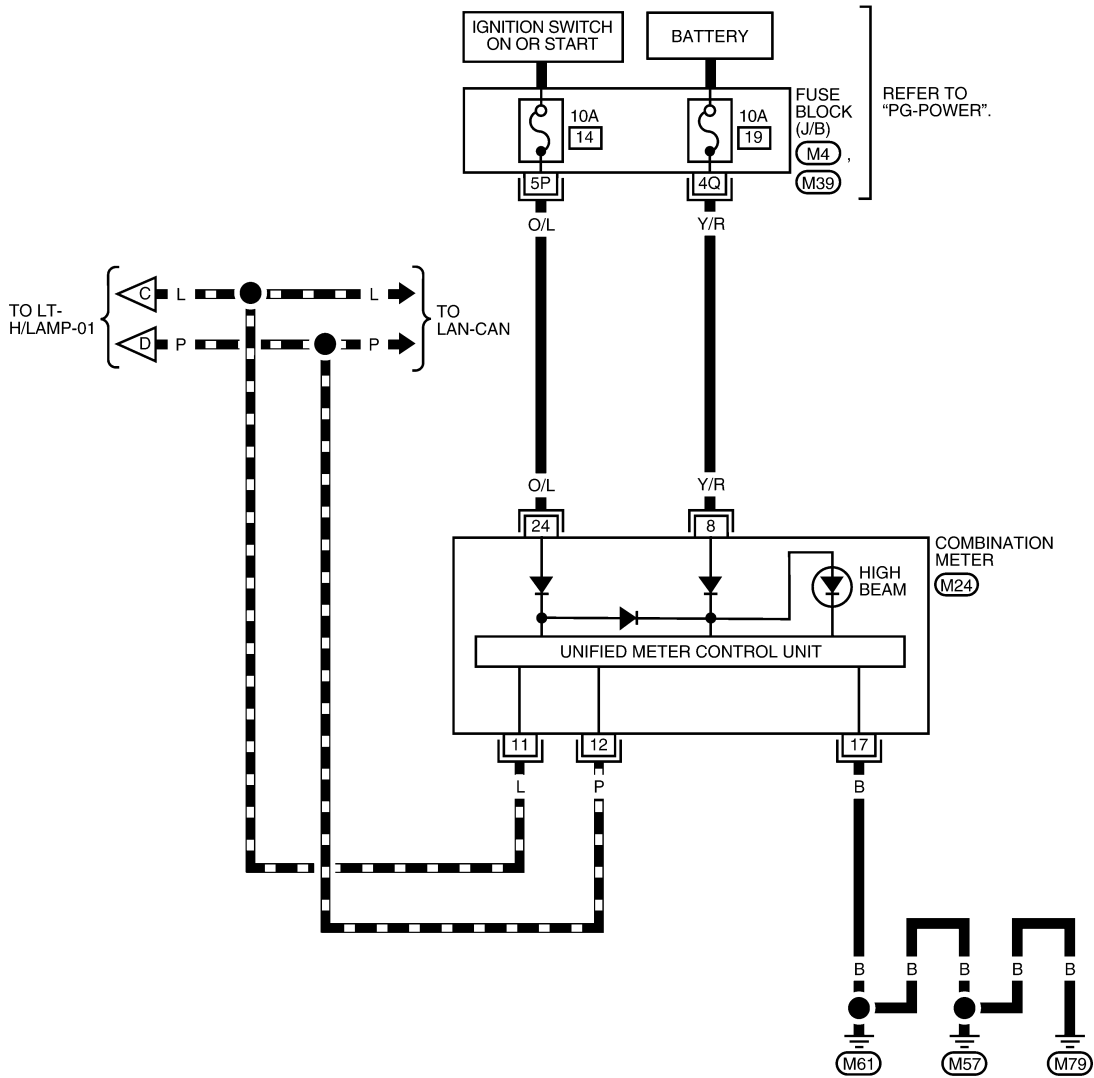 IGNITION SWITCH
ON OR START
BATTERY
REFER TO
“PG-POWER”.
FUSE
BLOCK
(J/B)
M4 ,
M39
10A
14
10A
19
5P
4Q
O/L
Y/R
TO LT-
H/LAMP-01
C
L
L
D
P
P
TO
LAN-CAN
O/L
Y/R
24
8
COMBINATION
METER
M24
HIGH
BEAM
UNIFIED METER CONTROL UNIT
11
12
17
L
P
B
B
B
B
B
B
M61
M57
M79